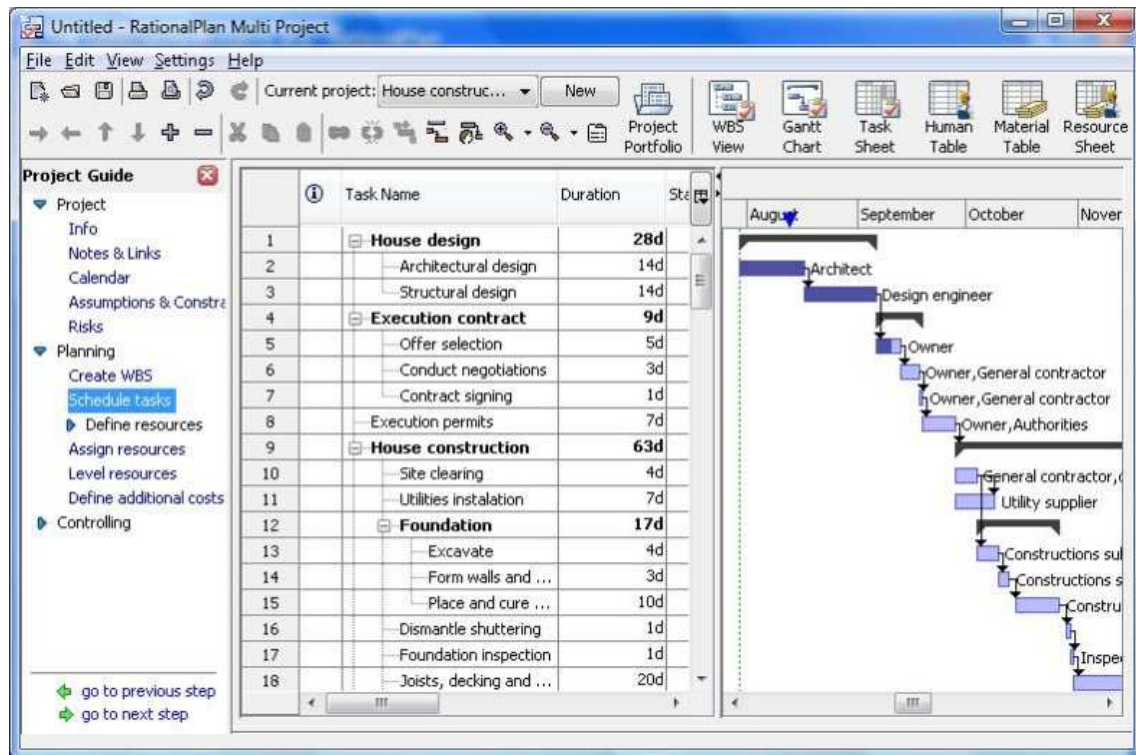 Untitled - RationalPlan Multi Project
File Edit View Settings Help
Current project: House construc... New
Project Portfolio
WBS View
Gantt Chart
Task Sheet
Human Table
Material Table
Resource Sheet
Project Guide
Project
Info
Notes & Links
Calendar
Assumptions & Constra
Risks
Planning
Create WBS
Schedule tasks
Define resources
Assign resources
Level resources
Define additional costs
Controlling
go to previous step
go to next step
Task Name Duration Sta
1 House design 28d
2 Architectural design 14d
3 Structural design 14d
4 Execution contract 9d
5 Offer selection 5d
6 Conduct negotiations 3d
7 Contract signing 1d
8 Execution permits 7d
9 House construction 63d
10 Site clearing 4d
11 Utilities instalation 7d
12 Foundation 17d
13 Excavate 4d
14 Form walls and ... 3d
15 Place and cure ... 10d
16 Dismantle shuttering 1d
17 Foundation inspection 1d
18 Joists, decking and ... 20d
August September October Nover
Architect
Design engineer
Owner
Owner,General contractor
Owner,General contractor
Owner,Authorities
General contractor,
Utility supplier
Constructions sul
Constructions s
Constru
Inspe